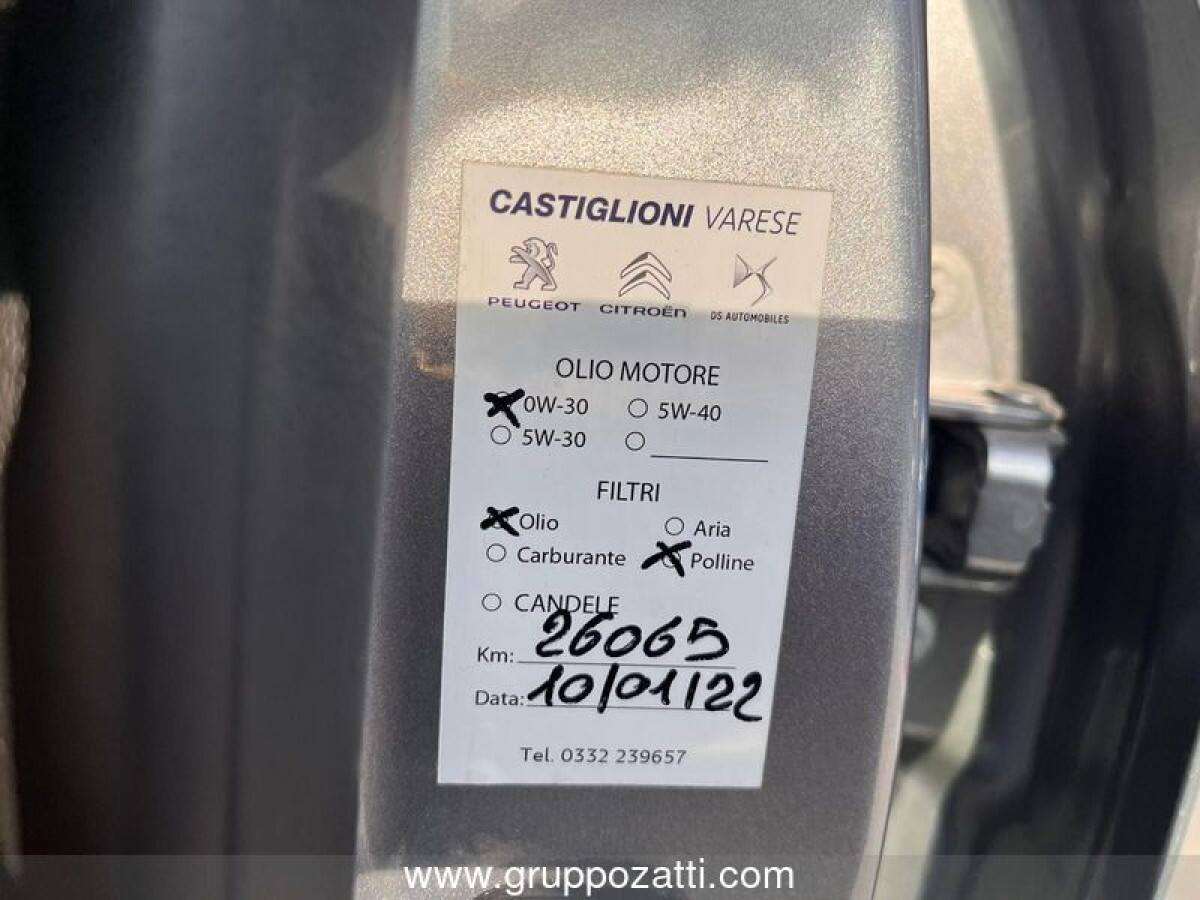 CASTIGLIONI VARESE
PEUGEOT CITROËN DS AUTOMOBILES
OLIO MOTORE
0W-30 5W-40
5W-30
FILTRI
Olio Aria
Carburante Polline
CANDELE
Km: 26065
Data: 10/01/22
Tel. 0332 239657
www.gruppozatti.com